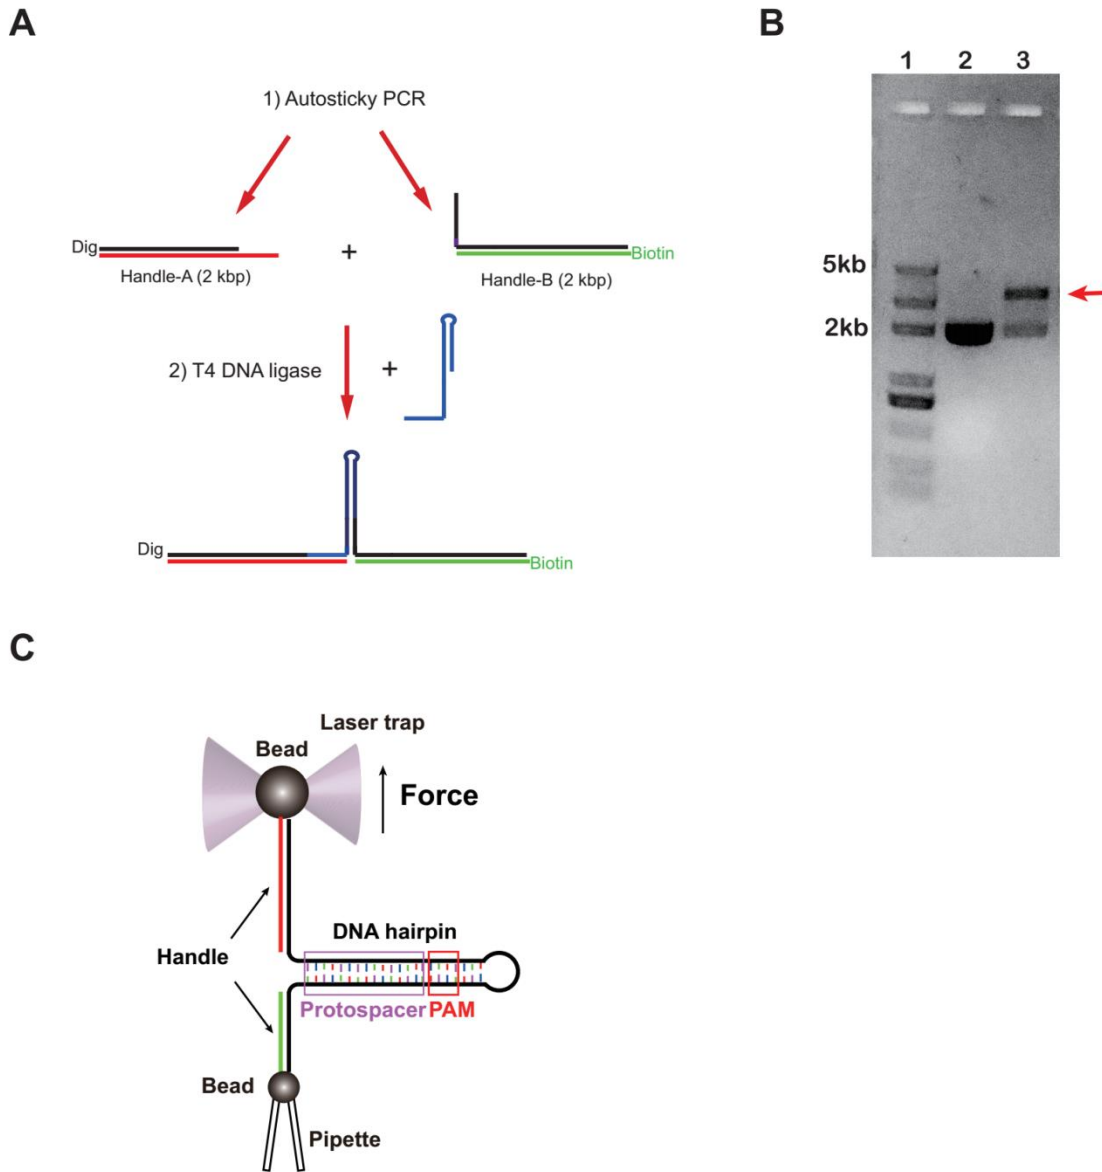 A
1) Autosticky PCR
Dig
+
Biotin
Handle-A (2 kbp)
Handle-B (2 kbp)
2) T4 DNA ligase
+
Dig
Biotin
B
1 2 3
5kb
2kb
C
Laser trap
Bead
Force
DNA hairpin
Handle
Protospacer PAM
Bead
Pipette